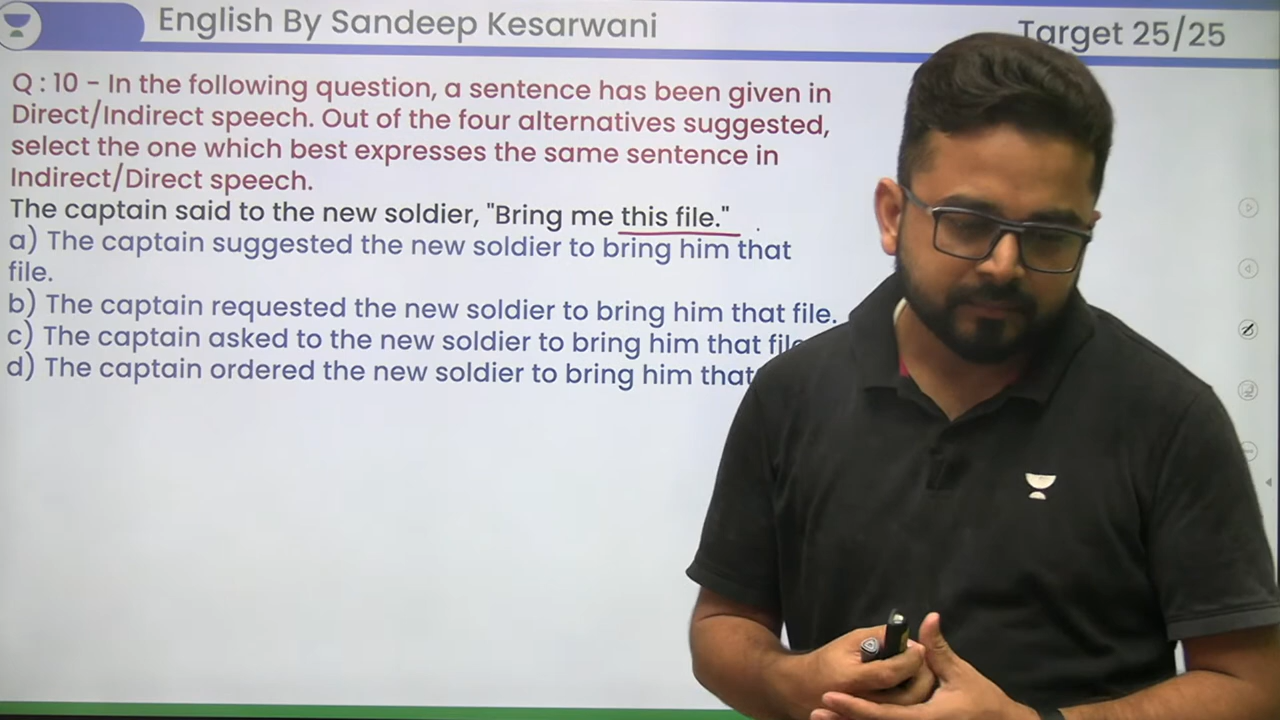 English By Sandeep Kesarwani
Target 25/25
Q : 10 - In the following question, a sentence has been given in
Direct/Indirect speech. Out of the four alternatives suggested,
select the one which best expresses the same sentence in
Indirect/Direct speech.
The captain said to the new soldier, "Bring me this file."
a) The captain suggested the new soldier to bring him that
file.
b) The captain requested the new soldier to bring him that file.
c) The captain asked to the new soldier to bring him that
d) The captain ordered the new soldier to bring him that